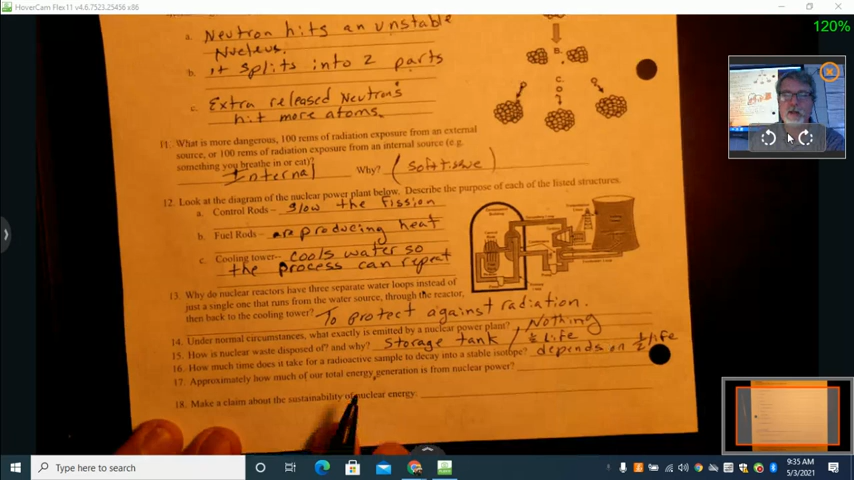 HoverCam Flex11 v4.6.7523.25456 x86
120%
a. Neutron hits an unstable
Nucleus.
b. it splits into 2 parts
c. Extra released Neutrons
hit more atoms.
11. What is more dangerous, 100 rems of radiation exposure from an external
source, or 100 rems of radiation exposure from an internal source (e.g.
something you breathe in or eat)?
Internal Why? (soft tissue)
12. Look at the diagram of the nuclear power plant below. Describe the purpose of each of the listed structures.
a. Control Rods – slow the fission
b. Fuel Rods – are producing heat
c. Cooling tower– cools water so
the process can repeat
13. Why do nuclear reactors have three separate water loops instead of
just a single one that runs from the water source, through the reactor,
then back to the cooling tower? To protect against radiation.
14. Under normal circumstances, what exactly is emitted by a nuclear power plant? Nothing
15. How is nuclear waste disposed of? and why? Storage tank / ½ life
16. How much time does it take for a radioactive sample to decay into a stable isotope? depends on ½ life
17. Approximately how much of our total energy generation is from nuclear power?
18. Make a claim about the sustainability of nuclear energy:
B.
C.
Type here to search
9:35 AM
5/3/2021